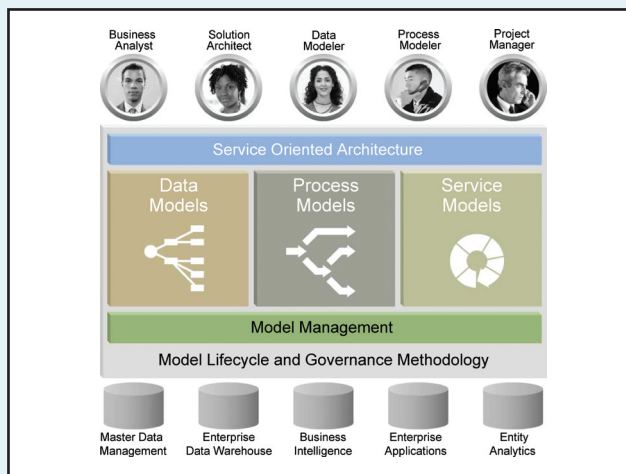 Business
Analyst
Solution
Architect
Data
Modeler
Process
Modeler
Project
Manager
Service Oriented Architecture
Data
Models
Process
Models
Service
Models
Model Management
Model Lifecycle and Governance Methodology
Master Data
Management
Enterprise
Data Warehouse
Business
Intelligence
Enterprise
Applications
Entity
Analytics